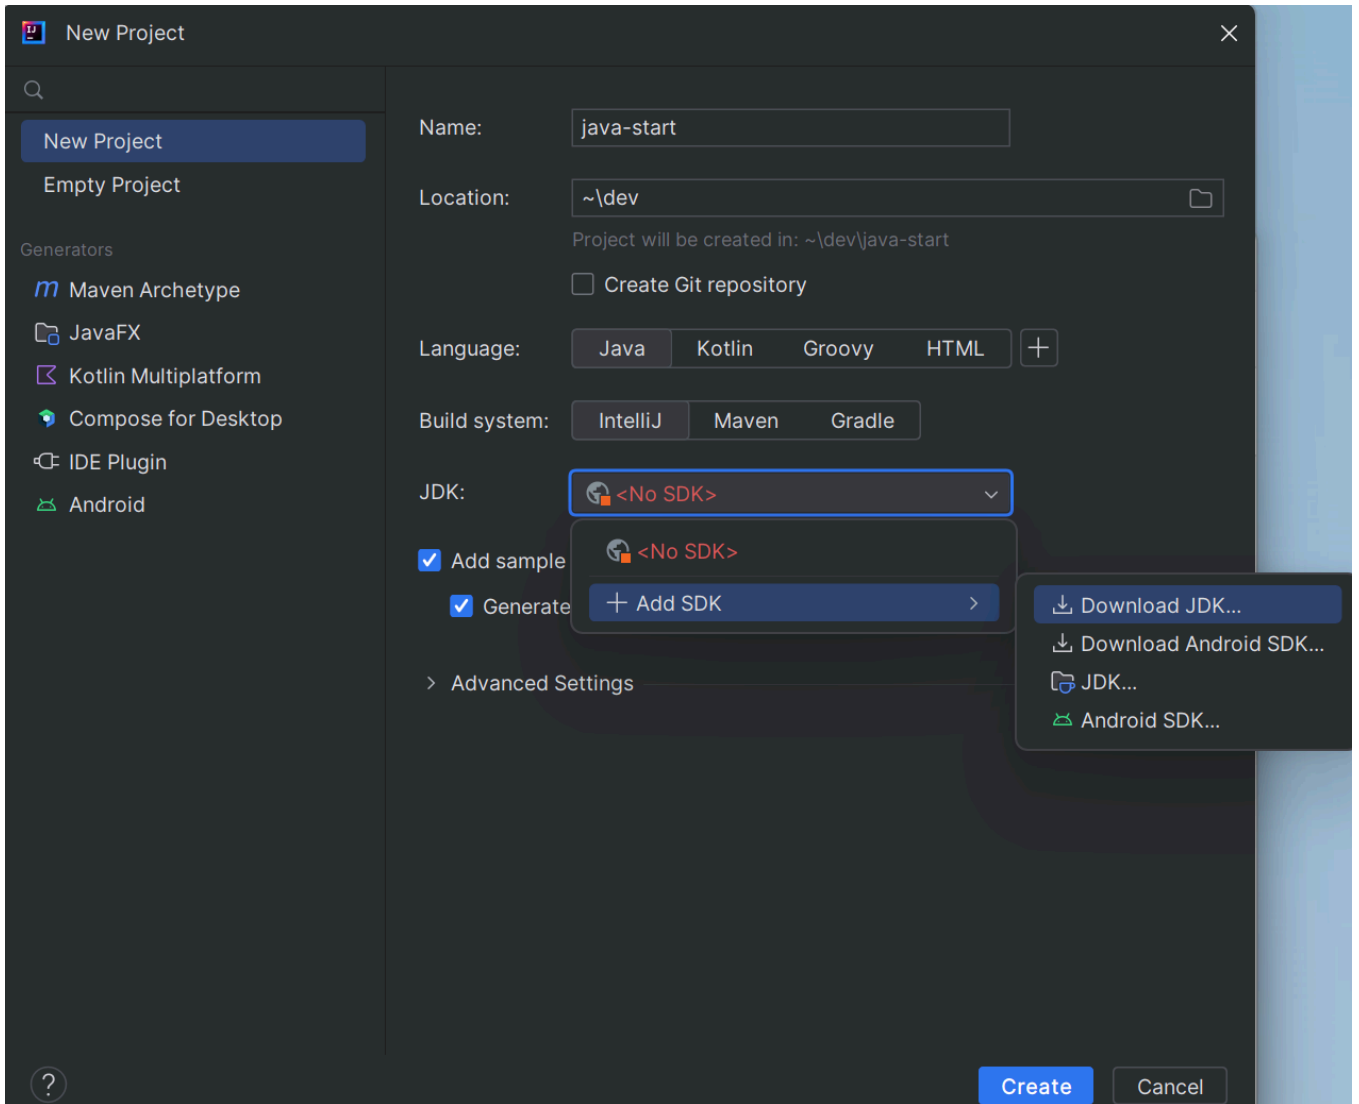 New Project
New Project
Empty Project
Generators
Maven Archetype
JavaFX
Kotlin Multiplatform
Compose for Desktop
IDE Plugin
Android
Name:
java-start
Location:
~\dev
Project will be created in: ~\dev\java-start
Create Git repository
Language:
Java Kotlin Groovy HTML
Build system:
IntelliJ Maven Gradle
JDK:
<No SDK>
<No SDK>
Add SDK
Add sample
Generate
Download JDK...
Download Android SDK...
JDK...
Android SDK...
Advanced Settings
?
Create
Cancel